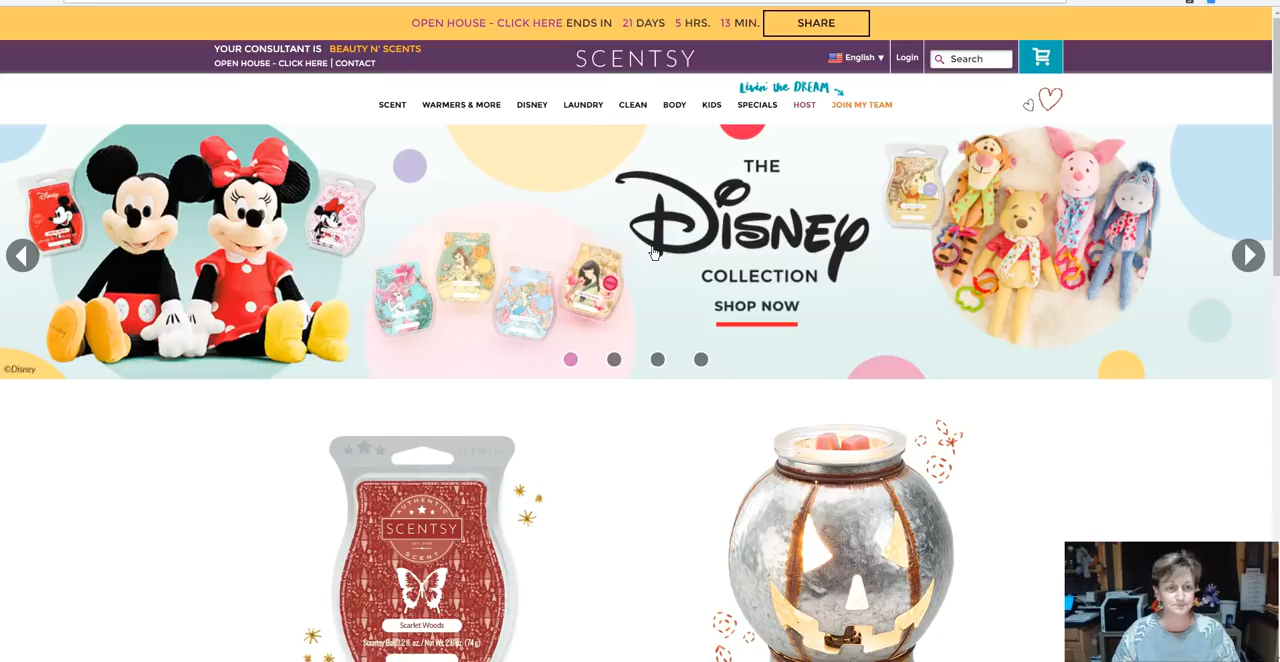 OPEN HOUSE - CLICK HERE ENDS IN 21 DAYS 5 HRS. 13 MIN. SHARE
YOUR CONSULTANT IS BEAUTY N' SCENTS
OPEN HOUSE - CLICK HERE | CONTACT
SCENTSY
English ▼
Login
Search
Livin' the DREAM
SCENT WARMERS & MORE DISNEY LAUNDRY CLEAN BODY KIDS SPECIALS HOST JOIN MY TEAM
THE
Disney
COLLECTION
SHOP NOW
©Disney
AUTHENTIC
SCENTSY
SCENT
Scarlet Woods